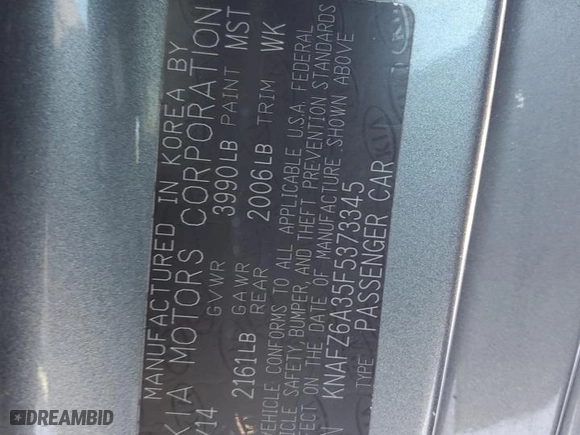 MANUFACTURED IN KOREA BY
KIA MOTORS CORPORATION
/14 GVWR 3990LB PAINT MST
2161LB GAWR REAR 2006LB TRIM WK
VEHICLE CONFORMS TO ALL APPLICABLE U.S.A. FEDERAL
VEHICLE SAFETY, BUMPER, AND THEFT PREVENTION STANDARDS
EFFECT ON THE DATE OF MANUFACTURE SHOWN ABOVE
N KNAFZ6A35F5373345
TYPE PASSENGER CAR
KIA
DREAMBID